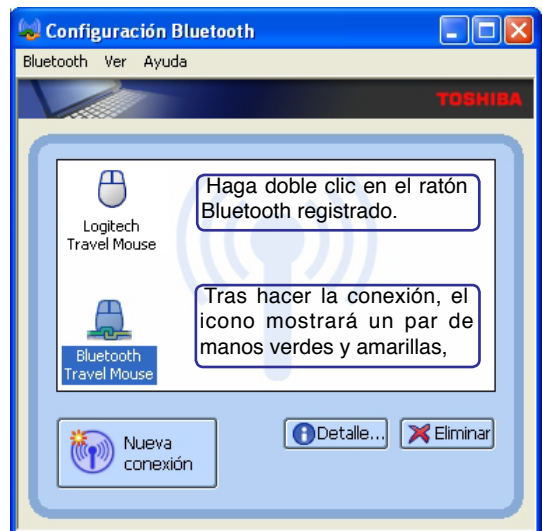 Configuración Bluetooth
Bluetooth Ver Ayuda
TOSHIBA
Logitech
Travel Mouse
Haga doble clic en el ratón
Bluetooth registrado.
Bluetooth
Travel Mouse
Tras hacer la conexión, el
icono mostrará un par de
manos verdes y amarillas,
Nueva
conexión
Detalle...
Eliminar